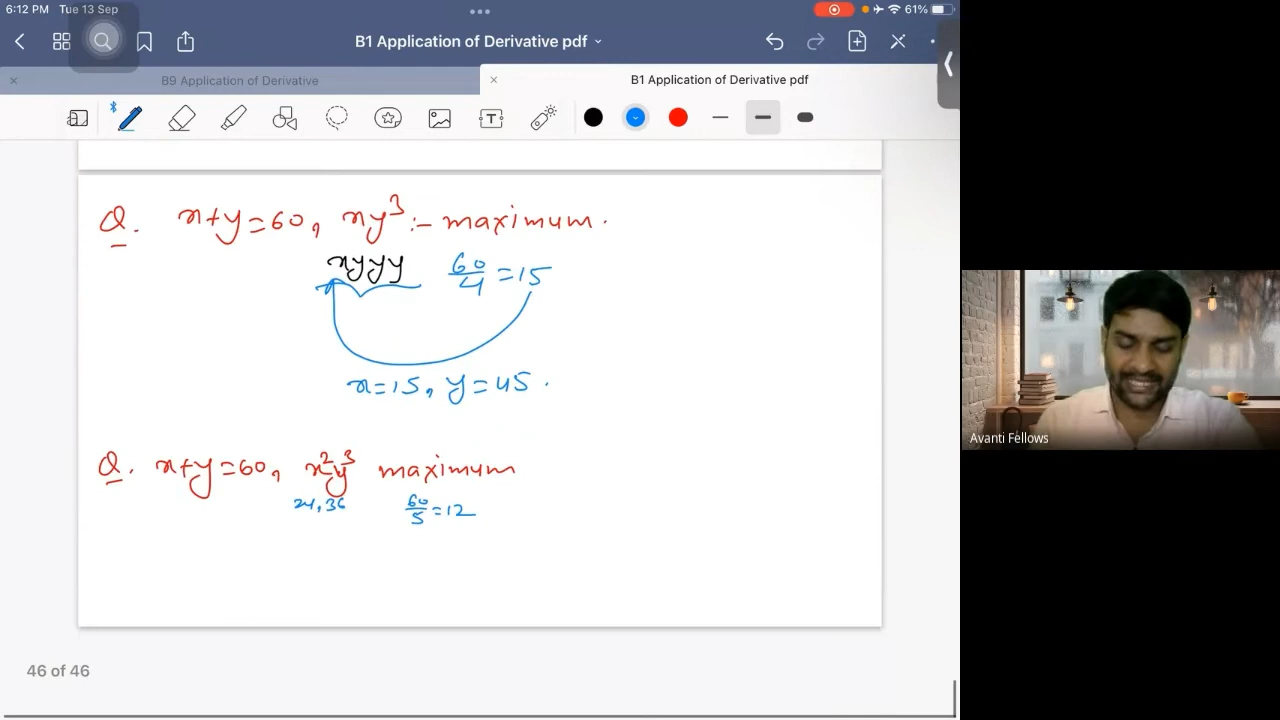 6:12 PM Tue 13 Sep
61%
B1 Application of Derivative pdf
B9 Application of Derivative
B1 Application of Derivative pdf
Q. x+y=60, xy³ :- maximum.
xyyy 60/4 = 15
x=15, y=45.
Q. x+y=60, x²y³ maximum
24, 36 60/5 = 12
46 of 46
Avanti Fellows